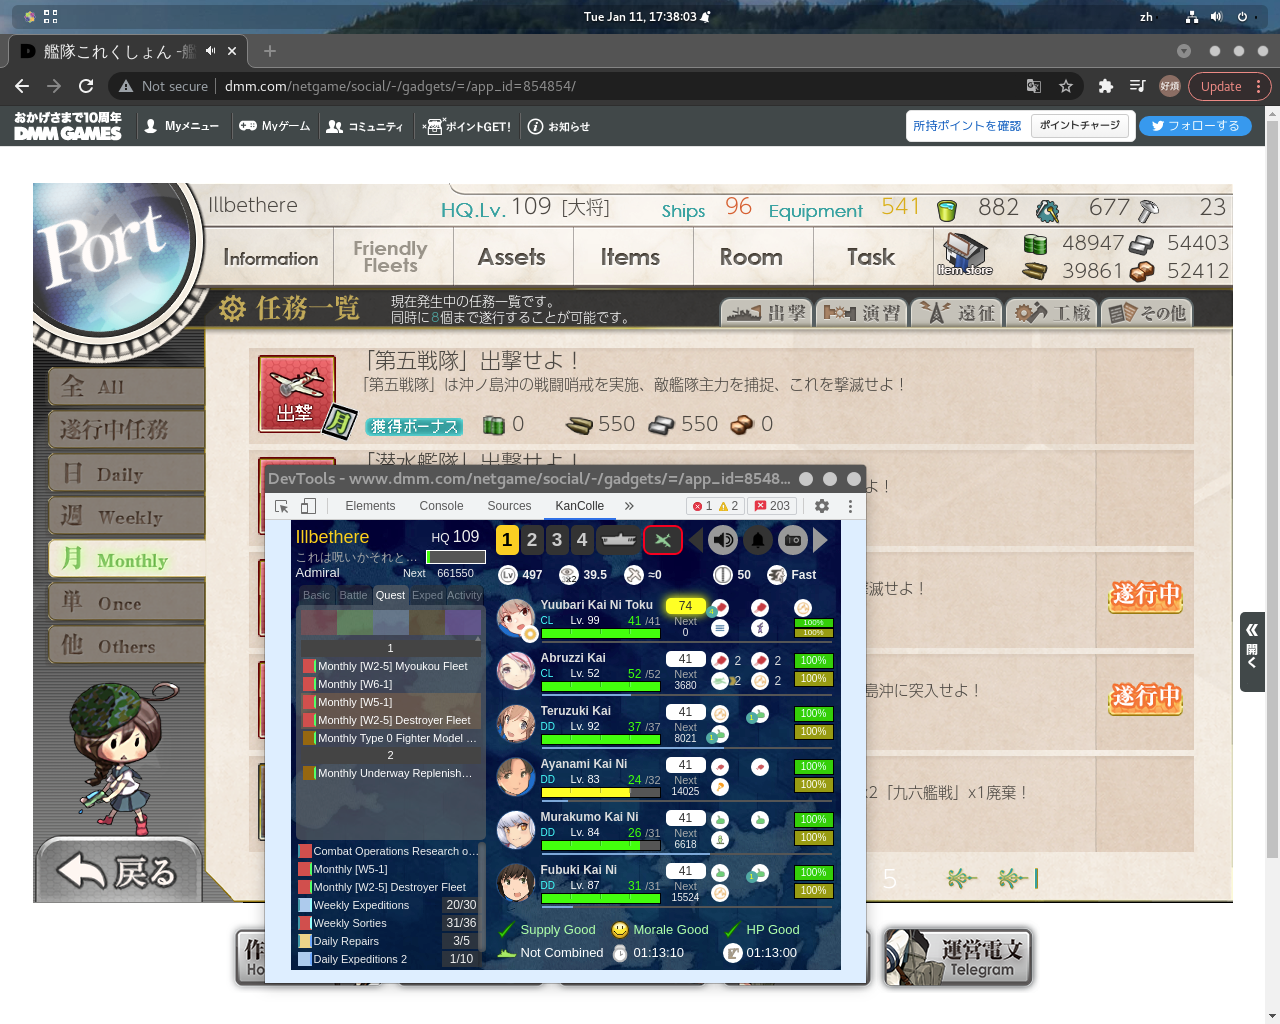 Tue Jan 11, 17:38:03
zh
艦隊これくしょん -艦
Not secure
dmm.com/netgame/social/-/gadgets/=/app_id=854854/
好煩
Update
おかげさまで10周年
DMM GAMES
Myメニュー
Myゲーム
コミュニティ
ポイントGET!
お知らせ
所持ポイントを確認
ポイントチャージ
フォローする
Port
Illbethere
HQ.Lv. 109 [大将]
Ships 96
Equipment 541
882
677
23
Information
Friendly Fleets
Assets
Items
Room
Task
Item store
48947
54403
39861
52412
任務一覧
現在発生中の任務一覧です。
同時に8個まで遂行することが可能です。
出撃
演習
遠征
工廠
その他
全 All
遂行中任務
日 Daily
週 Weekly
月 Monthly
単 Once
他 Others
戻る
出撃
月
「第五戦隊」出撃せよ！
「第五戦隊」は沖ノ島沖の戦闘哨戒を実施、敵艦隊主力を捕捉、これを撃滅せよ！
獲得ボーナス
0
550
550
0
「潜水艦隊」出撃せよ！
よ！
撃滅せよ！
遂行中
島沖に突入せよ！
遂行中
x2「九六艦戦」x1廃棄！
5
開
DevTools - www.dmm.com/netgame/social/-/gadgets/=/app_id=8548...
Elements
Console
Sources
KanColle
1
2
203
Illbethere
HQ 109
これは呪いかそれと…
Admiral
Next 661550
Basic
Battle
Quest
Exped
Activity
1
Monthly [W2-5] Myoukou Fleet
Monthly [W6-1]
Monthly [W5-1]
Monthly [W2-5] Destroyer Fleet
Monthly Type 0 Fighter Model …
2
Monthly Underway Replenish…
Combat Operations Research o…
Monthly [W5-1]
Monthly [W2-5] Destroyer Fleet
Weekly Expeditions 20/30
Weekly Sorties 31/36
Daily Repairs 3/5
Daily Expeditions 2 1/10
1 2 3 4
Lv 497
x2 39.5
≈0
50
Fast
Yuubari Kai Ni Toku 74
CL Lv. 99 41 /41 Next 0
4
100%
100%
Abruzzi Kai 41
CL Lv. 52 52 /52 Next 3680
2
2
2
2
100%
100%
Teruzuki Kai 41
DD Lv. 92 37 /37 Next 8021
1
1
100%
100%
Ayanami Kai Ni 41
DD Lv. 83 24 /32 Next 14025
100%
100%
Murakumo Kai Ni 41
DD Lv. 84 26 /31 Next 6618
100%
100%
Fubuki Kai Ni 41
DD Lv. 87 31 /31 Next 15524
1
100%
100%
Supply Good
Morale Good
HP Good
Not Combined
01:13:10
01:13:00
作
Ho
運営電文
Telegram